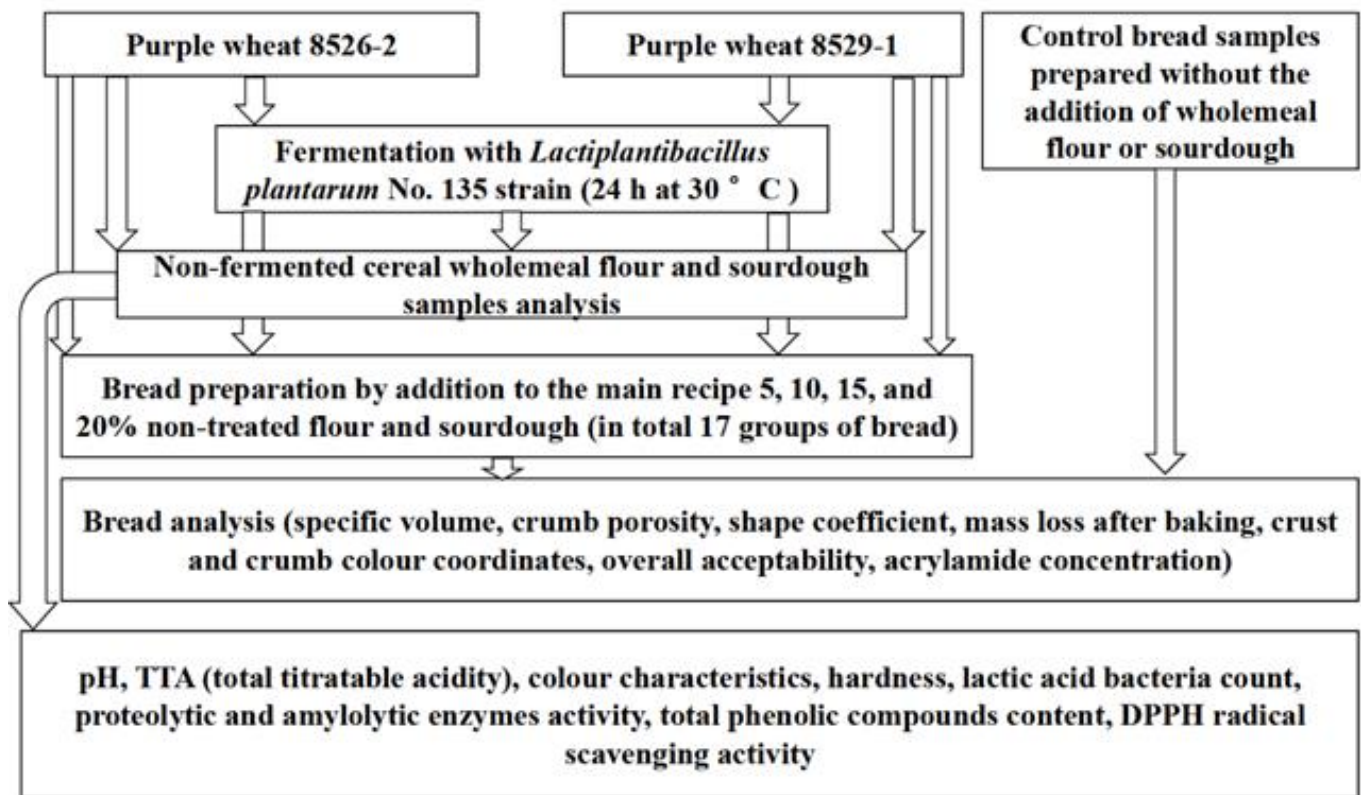 Purple wheat 8526-2
Purple wheat 8529-1
Control bread samples
prepared without the
addition of wholemeal
flour or sourdough
Fermentation with Lactiplantibacillus
plantarum No. 135 strain (24 h at 30 ° C )
Non-fermented cereal wholemeal flour and sourdough
samples analysis
Bread preparation by addition to the main recipe 5, 10, 15, and
20% non-treated flour and sourdough (in total 17 groups of bread)
Bread analysis (specific volume, crumb porosity, shape coefficient, mass loss after baking, crust
and crumb colour coordinates, overall acceptability, acrylamide concentration)
pH, TTA (total titratable acidity), colour characteristics, hardness, lactic acid bacteria count,
proteolytic and amylolytic enzymes activity, total phenolic compounds content, DPPH radical
scavenging activity